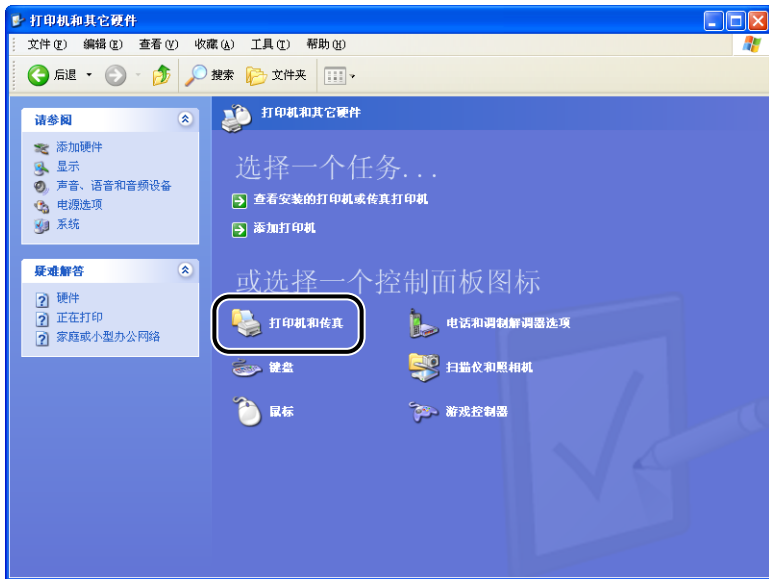 打印机和其它硬件
文件(F) 编辑(E) 查看(V) 收藏(A) 工具(T) 帮助(H)
后退 搜索 文件夹
请参阅
添加硬件
显示
声音、语音和音频设备
电源选项
系统
疑难解答
硬件
正在打印
家庭或小型办公网络
打印机和其它硬件
选择一个任务...
查看安装的打印机或传真打印机
添加打印机
或选择一个控制面板图标
打印机和传真 电话和调制解调器选项
键盘 扫描仪和照相机
鼠标 游戏控制器